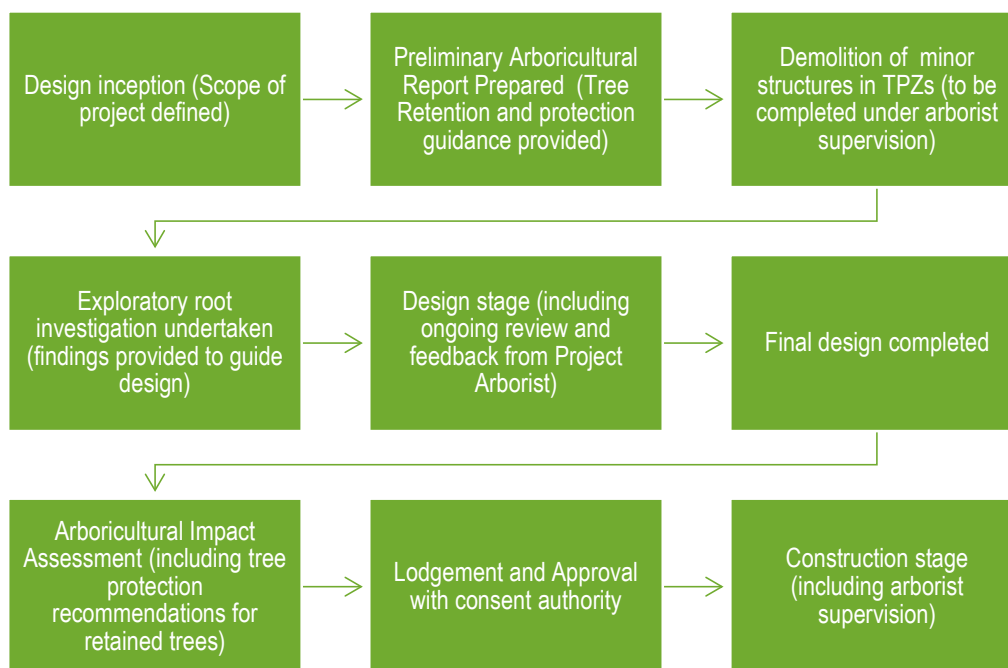 Design inception (Scope of
project defined)
Preliminary Arboricultural
Report Prepared  (Tree
Retention and protection
guidance provided)
Demolition of  minor
structures in TPZs (to be
completed under arborist
supervision)
Exploratory root
investigation undertaken
(findings provided to guide
design)
Design stage (including
ongoing review and
feedback from Project
Arborist)
Final design completed
Arboricultural Impact
Assessment (including tree
protection
recommendations for
retained trees)
Lodgement and Approval
with consent authority
Construction stage
(including arborist
supervision)